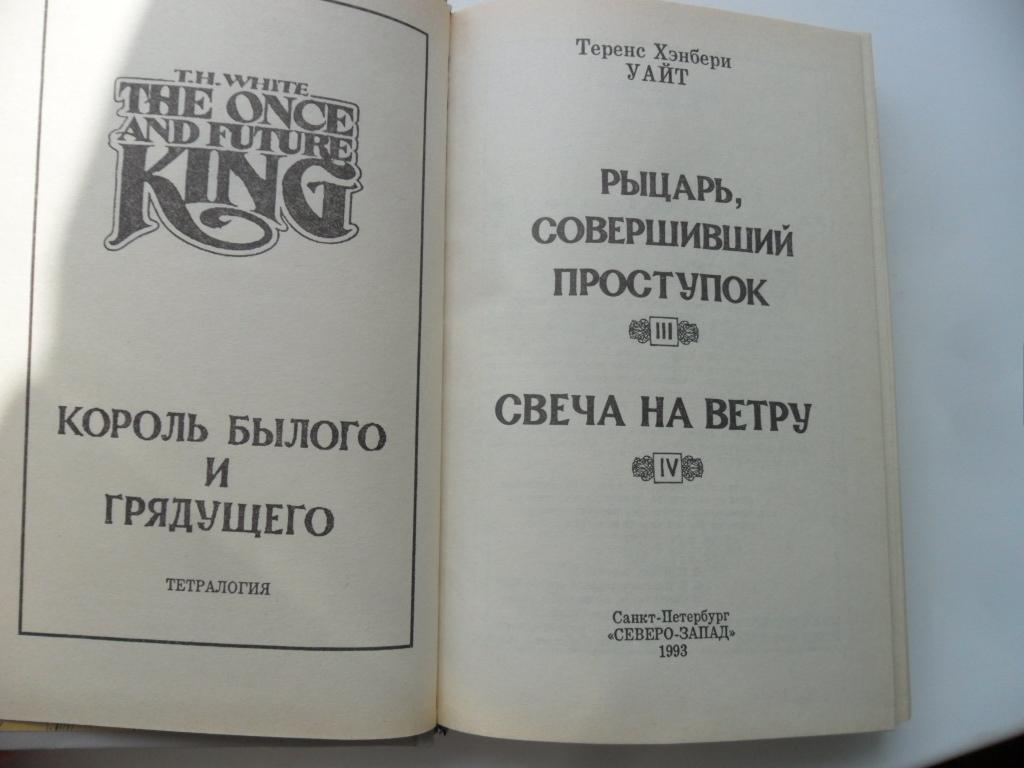 T.H. WHITE
THE ONCE
AND FUTURE
KING
КОРОЛЬ БЫЛОГО
И
ГРЯДУЩЕГО
ТЕТРАЛОГИЯ
Теренс Хэнбери
УАЙТ
РЫЦАРЬ,
СОВЕРШИВШИЙ
ПРОСТУПОК
III
СВЕЧА НА ВЕТРУ
IV
Санкт-Петербург
«СЕВЕРО-ЗАПАД»
1993